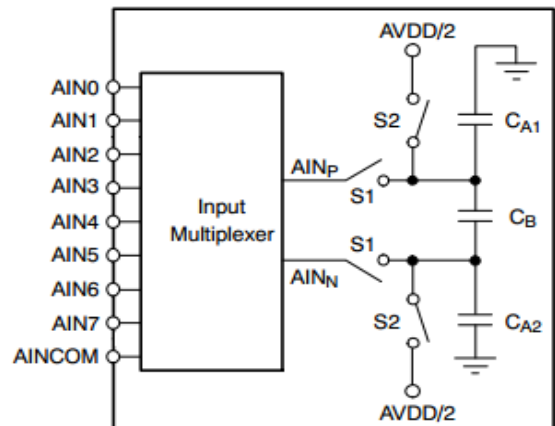 AVDD/2
AIN0
AIN1
AIN2
AIN3
AIN4
AIN5
AIN6
AIN7
AINCOM
Input
Multiplexer
AINP
AINN
S2
S1
S1
S2
CA1
CB
CA2
AVDD/2